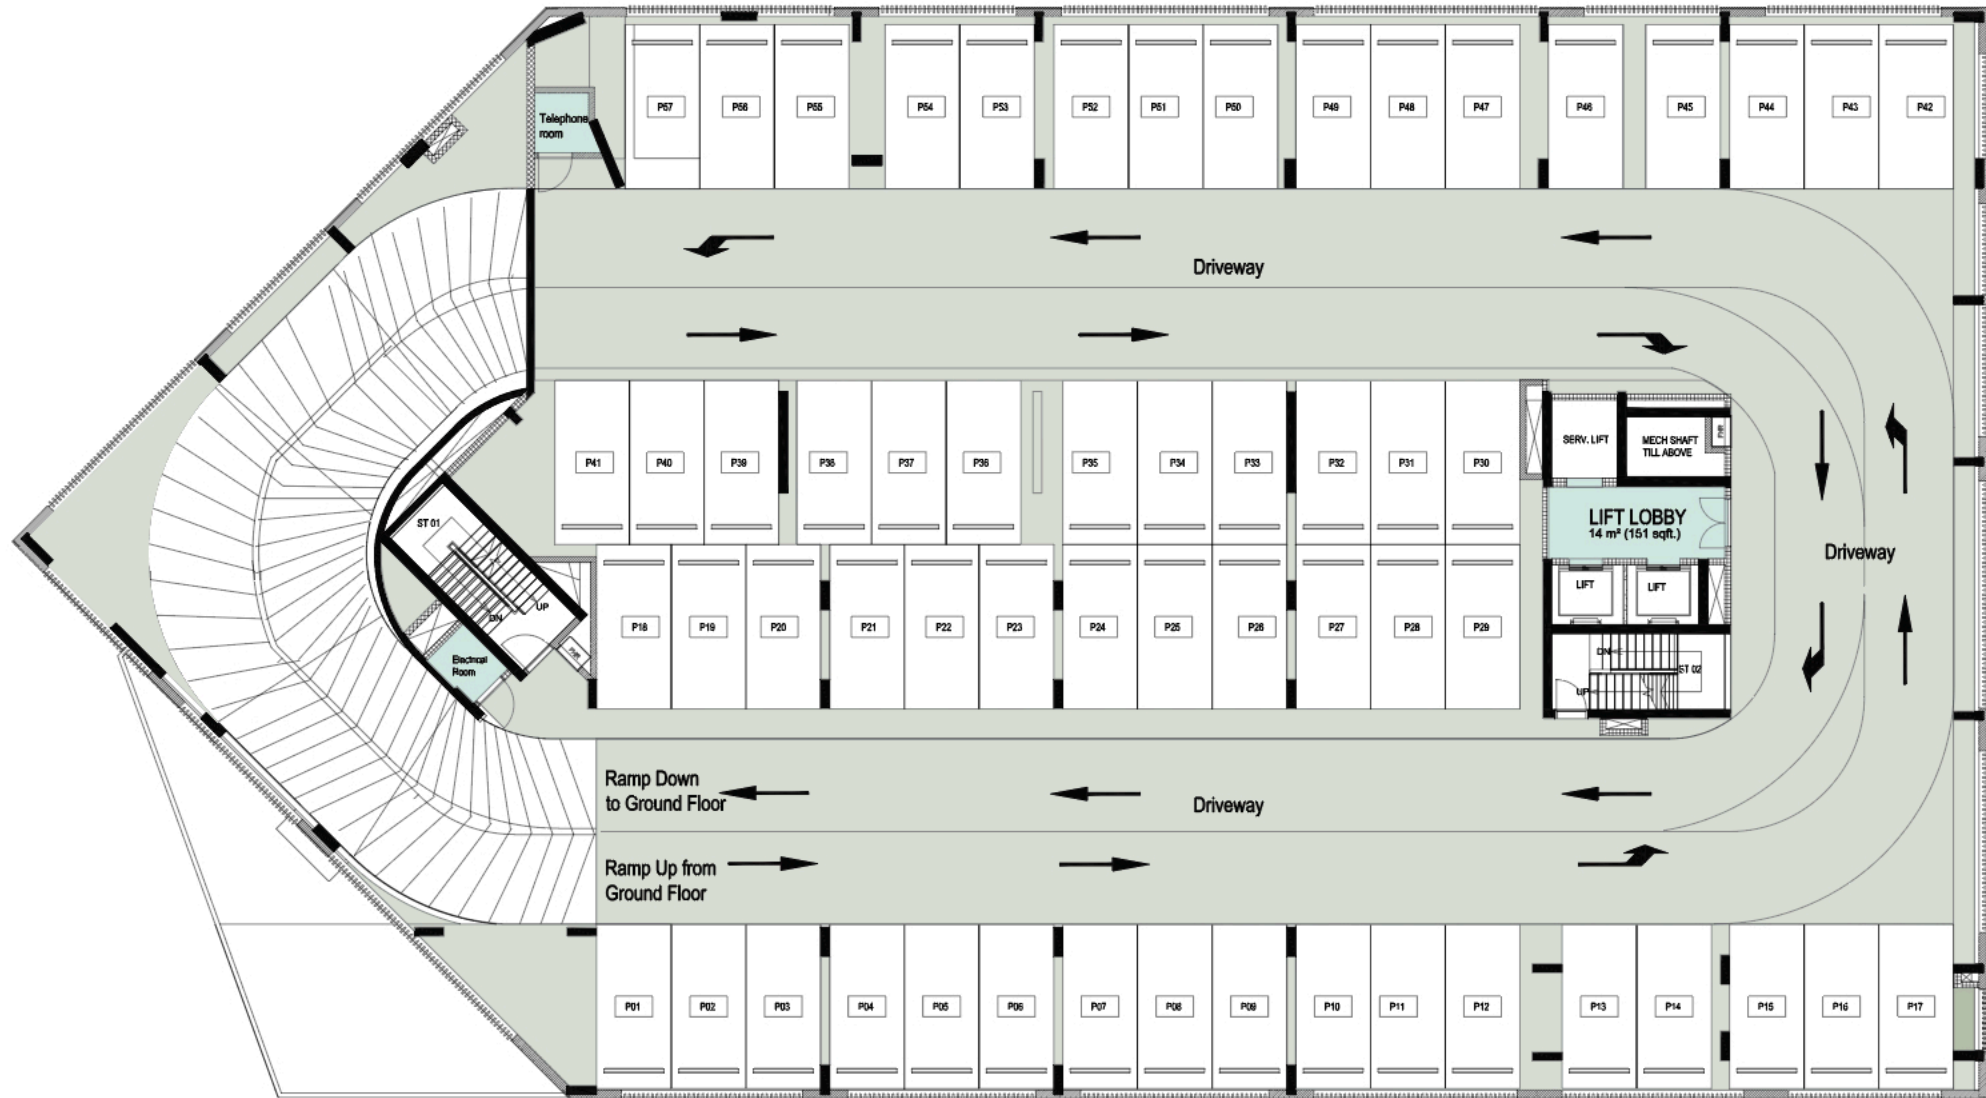 P57
P56
P55
P54
P53
P52
P51
P50
P49
P48
P47
P46
P45
P44
P43
P42
Telephone
room
Driveway
P41
P40
P39
P38
P37
P36
P35
P34
P33
P32
P31
P30
SERV. LIFT
MECH SHAFT
TILL ABOVE
FHR
LIFT LOBBY
14 m² (151 sqft.)
Driveway
LIFT
LIFT
ST 01
UP
DN
FHR
Electrical
Room
P18
P19
P20
P21
P22
P23
P24
P25
P26
P27
P28
P29
DN
ST 02
UP
Ramp Down
to Ground Floor
Driveway
Ramp Up from
Ground Floor
P01
P02
P03
P04
P05
P06
P07
P08
P09
P10
P11
P12
P13
P14
P15
P16
P17